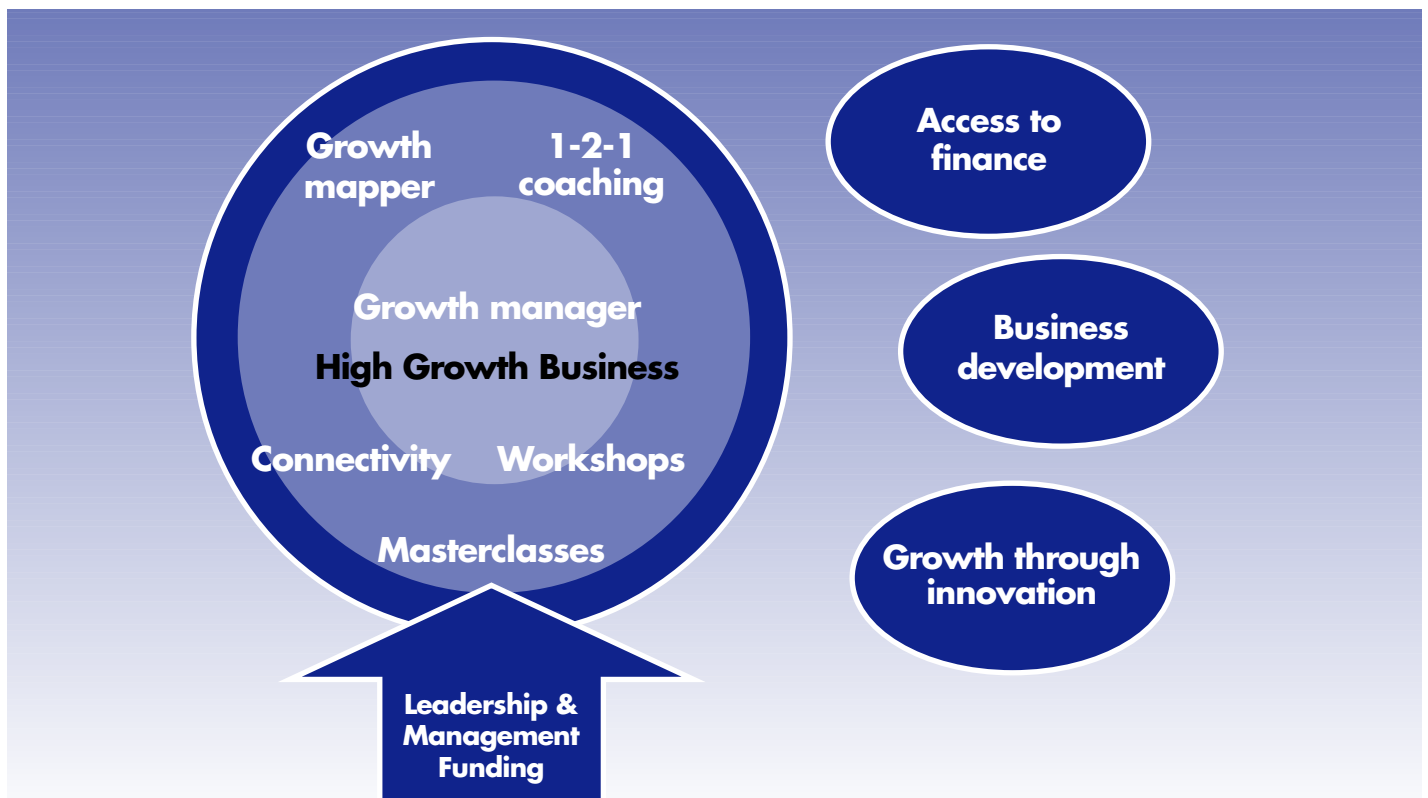 Growth
mapper
1-2-1
coaching
Growth manager
High Growth Business
Connectivity
Workshops
Masterclasses
Leadership &
Management
Funding
Access to
finance
Business
development
Growth through
innovation